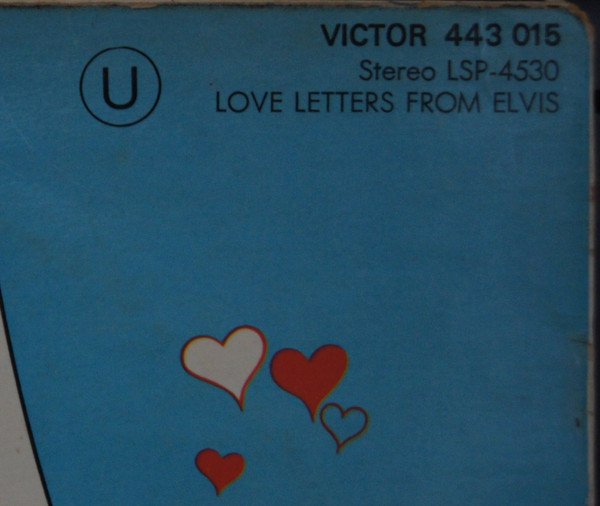 VICTOR 443 015
U
Stereo LSP-4530
LOVE LETTERS FROM ELVIS